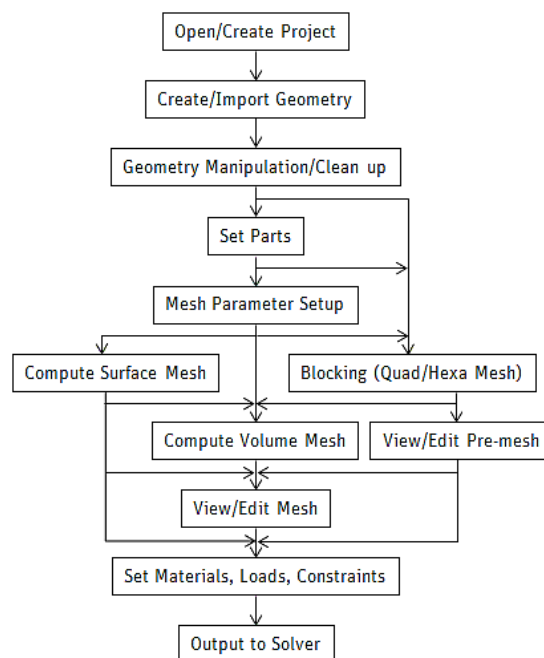 Open/Create Project
Create/Import Geometry
Geometry Manipulation/Clean up
Set Parts
Mesh Parameter Setup
Compute Surface Mesh
Blocking (Quad/Hexa Mesh)
Compute Volume Mesh
View/Edit Pre-mesh
View/Edit Mesh
Set Materials, Loads, Constraints
Output to Solver